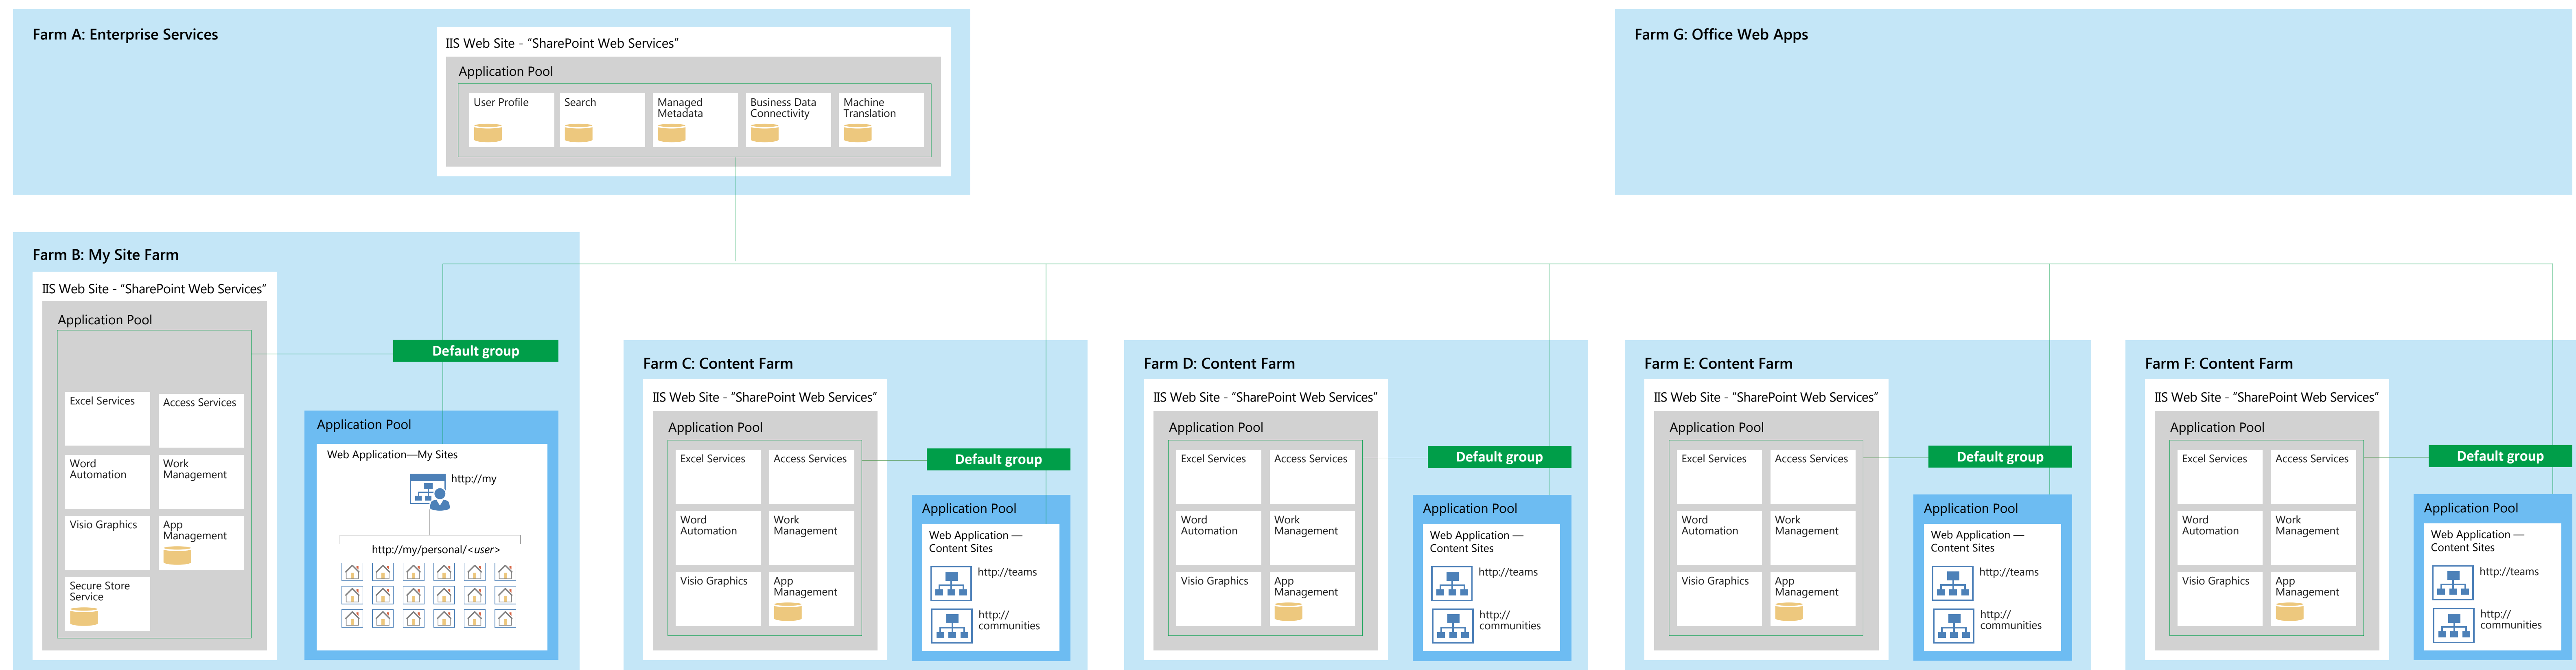 Farm A: Enterprise Services
IIS Web Site - “SharePoint Web Services”
Application Pool
User Profile
Search
Managed
Metadata
Business Data
Connectivity
Machine
Translation
Farm G: Office Web Apps
Farm B: My Site Farm
IIS Web Site - “SharePoint Web Services”
Application Pool
Excel Services
Access Services
Word
Automation
Work
Management
Visio Graphics
App
Management
Secure Store
Service
Default group
Application Pool
Web Application—My Sites
http://my
http://my/personal/<user>
Farm C: Content Farm
IIS Web Site - “SharePoint Web Services”
Application Pool
Excel Services
Access Services
Word
Automation
Work
Management
Visio Graphics
App
Management
Default group
Application Pool
Web Application —
Content Sites
http://teams
http://
communities
Farm D: Content Farm
IIS Web Site - “SharePoint Web Services”
Application Pool
Excel Services
Access Services
Word
Automation
Work
Management
Visio Graphics
App
Management
Default group
Application Pool
Web Application —
Content Sites
http://teams
http://
communities
Farm E: Content Farm
IIS Web Site - “SharePoint Web Services”
Application Pool
Excel Services
Access Services
Word
Automation
Work
Management
Visio Graphics
App
Management
Default group
Application Pool
Web Application —
Content Sites
http://teams
http://
communities
Farm F: Content Farm
IIS Web Site - “SharePoint Web Services”
Application Pool
Excel Services
Access Services
Word
Automation
Work
Management
Visio Graphics
App
Management
Default group
Application Pool
Web Application —
Content Sites
http://teams
http://
communities